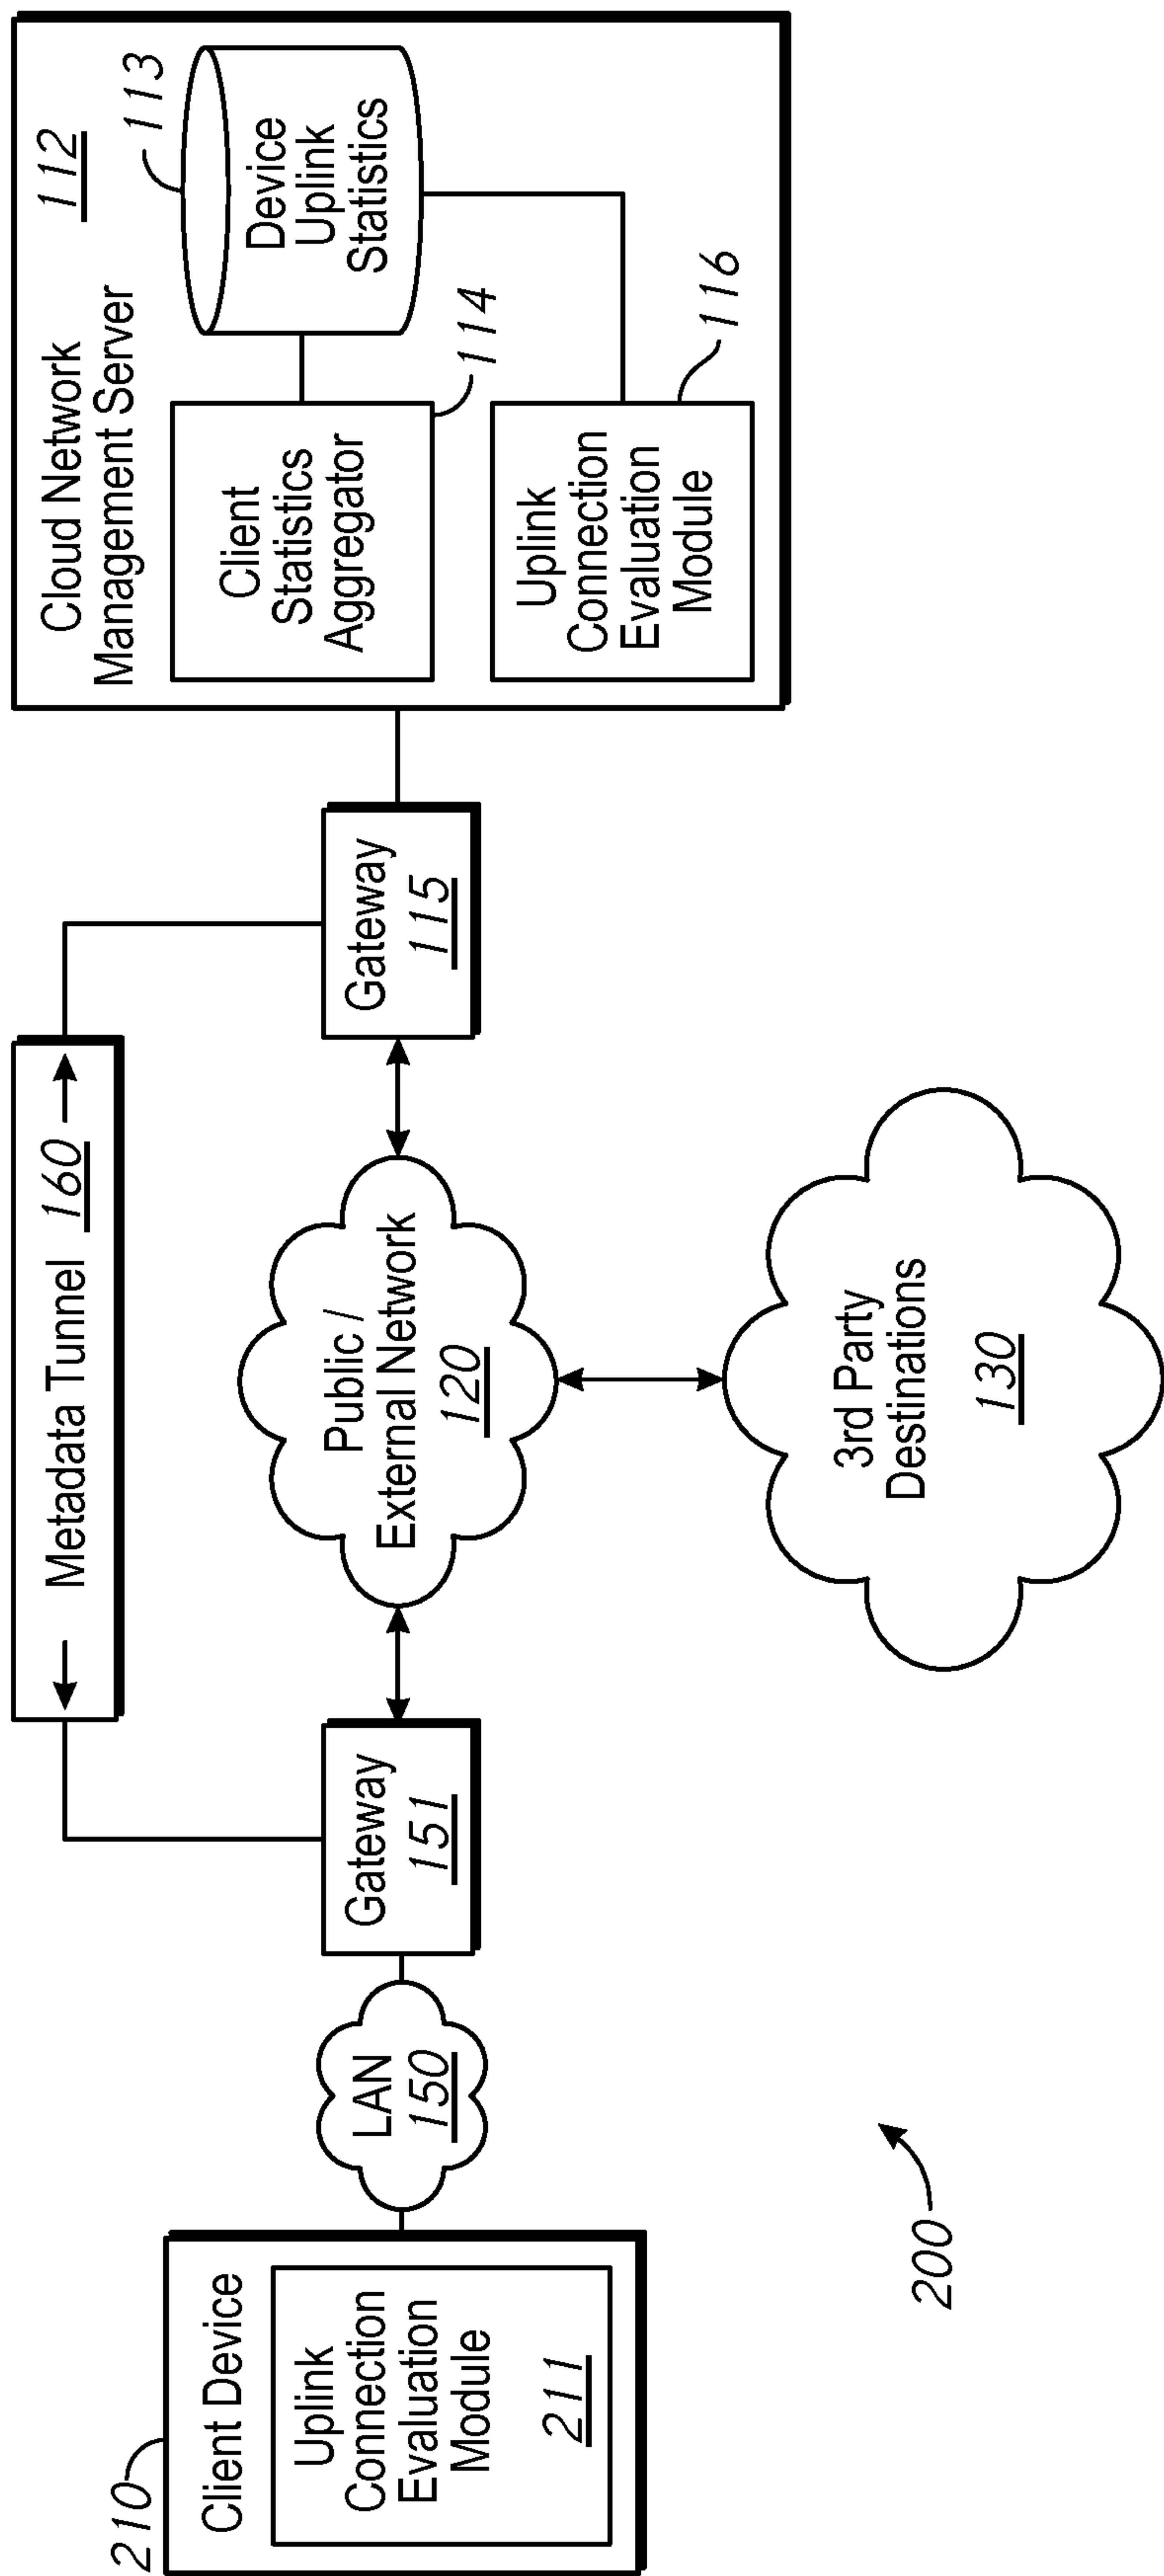 210
Client Device
Uplink
Connection
Evaluation
Module
211
LAN
150
Gateway
151
Metadata Tunnel 160
Public /
External Network
120
3rd Party
Destinations
130
Gateway
115
Cloud Network
Management Server
112
113
Device
Uplink
Statistics
Client
Statistics
Aggregator
114
Uplink
Connection
Evaluation
Module
116
200